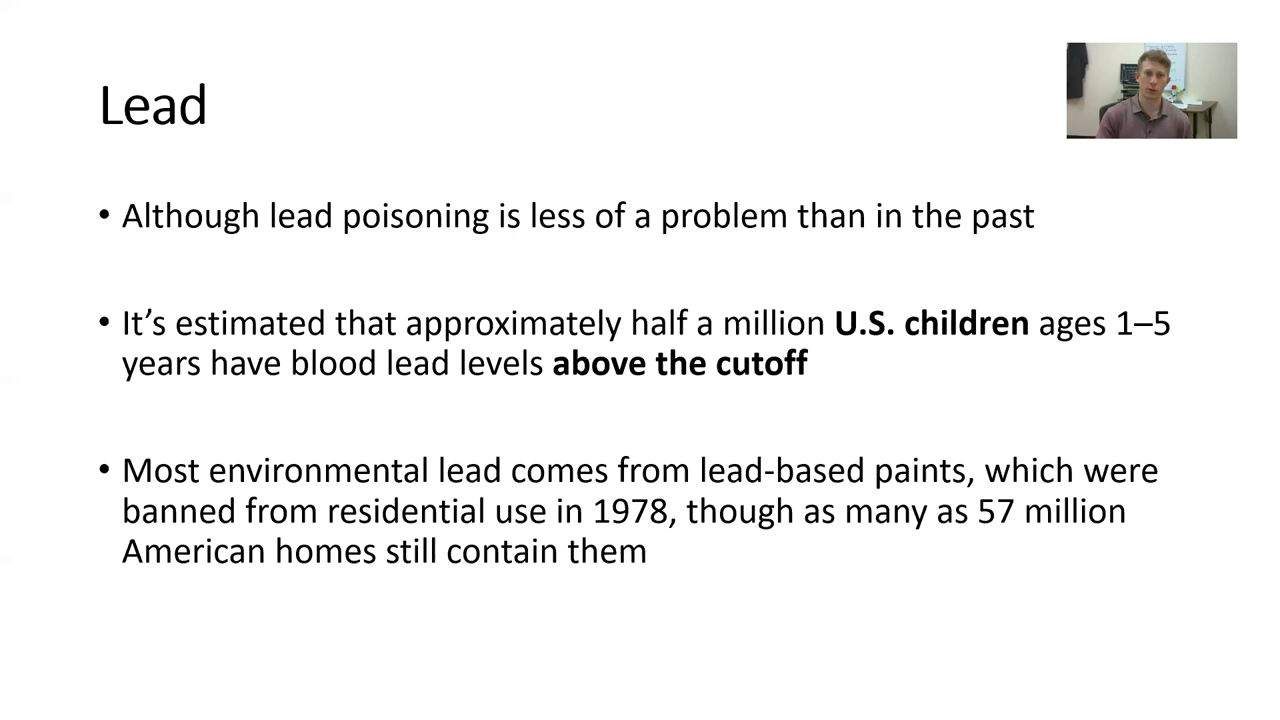 Lead
• Although lead poisoning is less of a problem than in the past
• It’s estimated that approximately half a million U.S. children ages 1–5
years have blood lead levels above the cutoff
• Most environmental lead comes from lead-based paints, which were
banned from residential use in 1978, though as many as 57 million
American homes still contain them